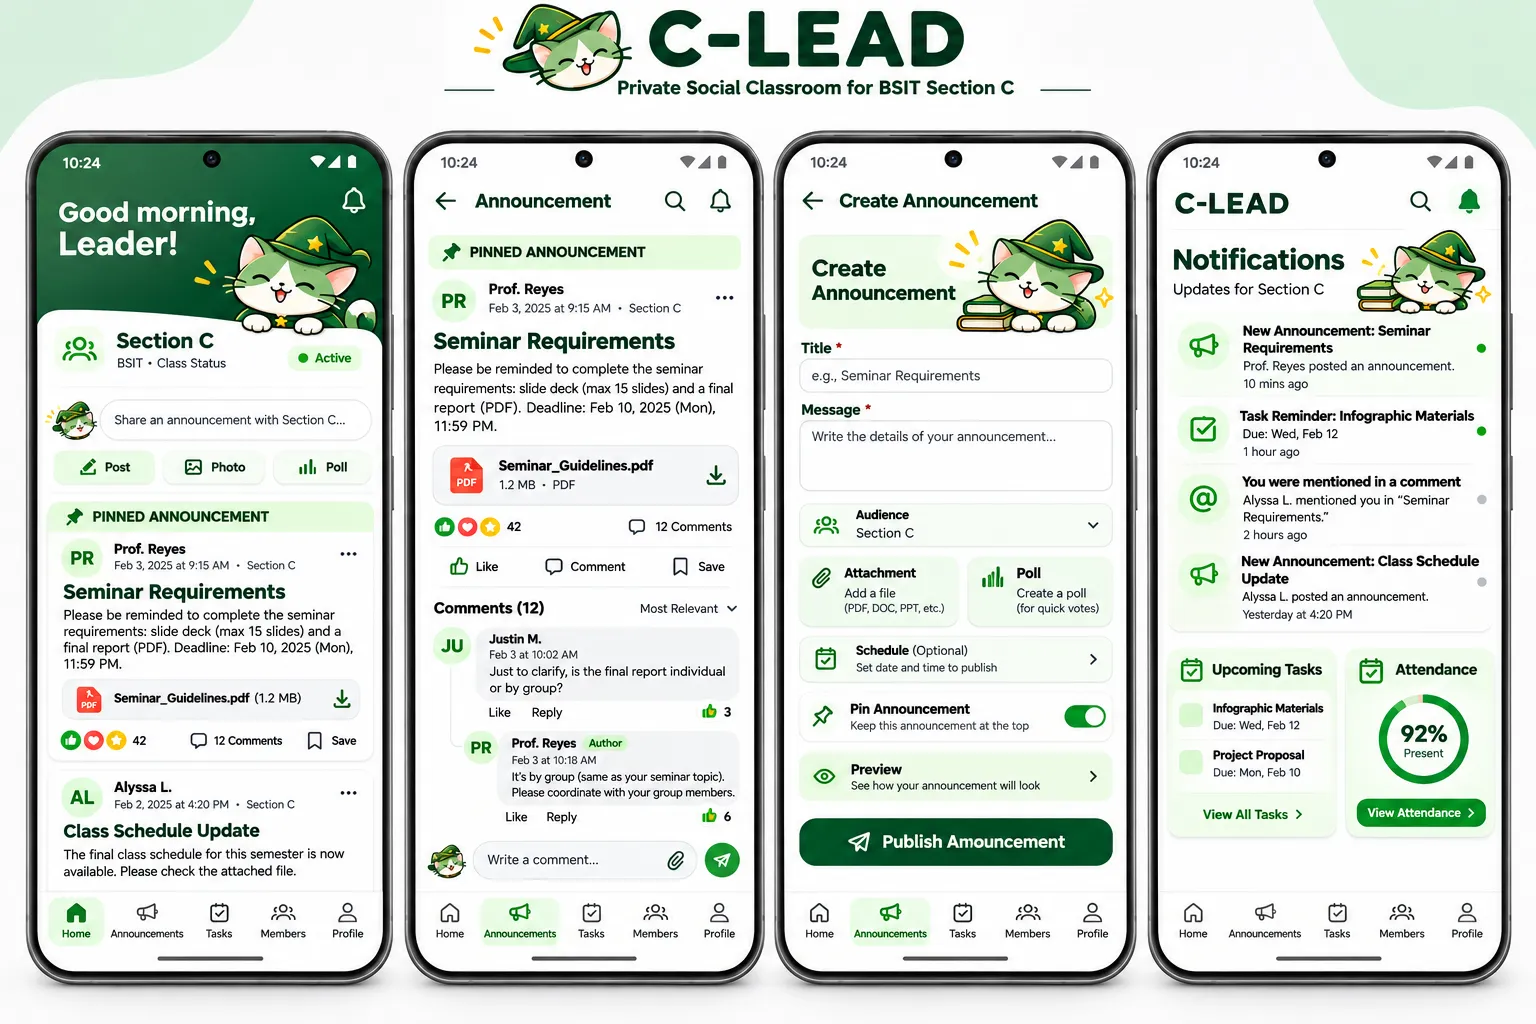 C-LEAD
Private Social Classroom for BSIT Section C
10:24
Good morning,
Leader!
Section C
BSIT • Class Status
Active
Share an announcement with Section C...
Post
Photo
Poll
PINNED ANNOUNCEMENT
PR
Prof. Reyes
Feb 3, 2025 at 9:15 AM • Section C
Seminar Requirements
Please be reminded to complete the seminar
requirements: slide deck (max 15 slides) and a
final report (PDF). Deadline: Feb 10, 2025 (Mon),
11:59 PM.
PDF
Seminar_Guidelines.pdf (1.2 MB)
42
12 Comments
Save
AL
Alyssa L.
Feb 2, 2025 at 4:20 PM • Section C
Class Schedule Update
The final class schedule for this semester is now
available. Please check the attached file.
Home
Announcements
Tasks
Members
Profile
10:24
Announcement
PINNED ANNOUNCEMENT
PR
Prof. Reyes
Feb 3, 2025 at 9:15 AM • Section C
Seminar Requirements
Please be reminded to complete the seminar
requirements: slide deck (max 15 slides) and a final
report (PDF). Deadline: Feb 10, 2025 (Mon),
11:59 PM.
PDF
Seminar_Guidelines.pdf
1.2 MB • PDF
42
12 Comments
Like
Comment
Save
Comments (12)
Most Relevant
JU
Justin M.
Feb 3 at 10:02 AM
Just to clarify, is the final report individual
or by group?
Like
Reply
3
PR
Prof. Reyes
Author
Feb 3 at 10:18 AM
It's by group (same as your seminar topic).
Please coordinate with your group members.
Like
Reply
6
Write a comment...
Home
Announcements
Tasks
Members
Profile
10:24
Create Announcement
Create
Announcement
Title *
e.g., Seminar Requirements
Message *
Write the details of your announcement...
Audience
Section C
Attachment
Add a file
(PDF, DOC, PPT, etc.)
Poll
Create a poll
(for quick votes)
Schedule (Optional)
Set date and time to publish
Pin Announcement
Keep this announcement at the top
Preview
See how your announcement will look
Publish Amouncement
Home
Announcements
Tasks
Members
Profile
10:24
C-LEAD
Notifications
Updates for Section C
New Announcement: Seminar
Requirements
Prof. Reyes posted an announcement.
10 mins ago
Task Reminder: Infographic Materials
Due: Wed, Feb 12
1 hour ago
@
You were mentioned in a comment
Alyssa L. mentioned you in “Seminar
Requirements.”
2 hours ago
New Announcement: Class Schedule
Update
Alyssa L. posted an announcement.
Yesterday at 4:20 PM
Upcoming Tasks
Infographic Materials
Due: Wed, Feb 12
Project Proposal
Due: Mon, Feb 10
View All Tasks
Attendance
92%
Present
View Attendance
Home
Announcements
Tasks
Members
Profile